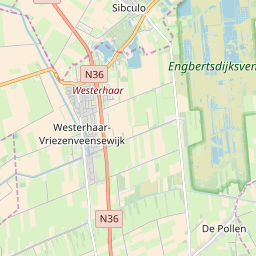 Sibculo
Engbertsdijksven
N36
Westerhaar
Westerhaar-
Vriezenveensewijk
N36
De Pollen